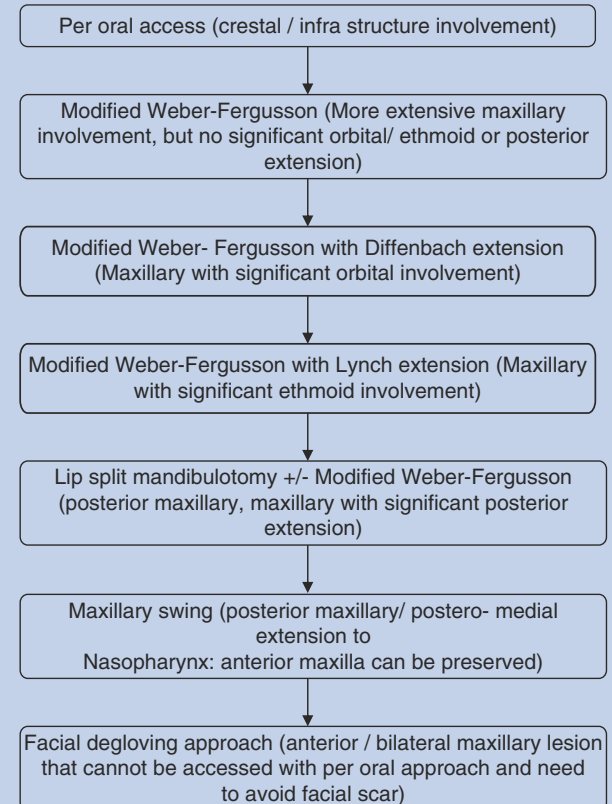 Per oral access (crestal / infra structure involvement)
Modified Weber-Fergusson (More extensive maxillary
involvement, but no significant orbital/ ethmoid or posterior
extension)
Modified Weber- Fergusson with Diffenbach extension
(Maxillary with significant orbital involvement)
Modified Weber-Fergusson with Lynch extension (Maxillary
with significant ethmoid involvement)
Lip split mandibulotomy +/- Modified Weber-Fergusson
(posterior maxillary, maxillary with significant posterior
extension)
Maxillary swing (posterior maxillary/ postero- medial
extension to
Nasopharynx: anterior maxilla can be preserved)
Facial degloving approach (anterior / bilateral maxillary lesion
that cannot be accessed with per oral approach and need
to avoid facial scar)